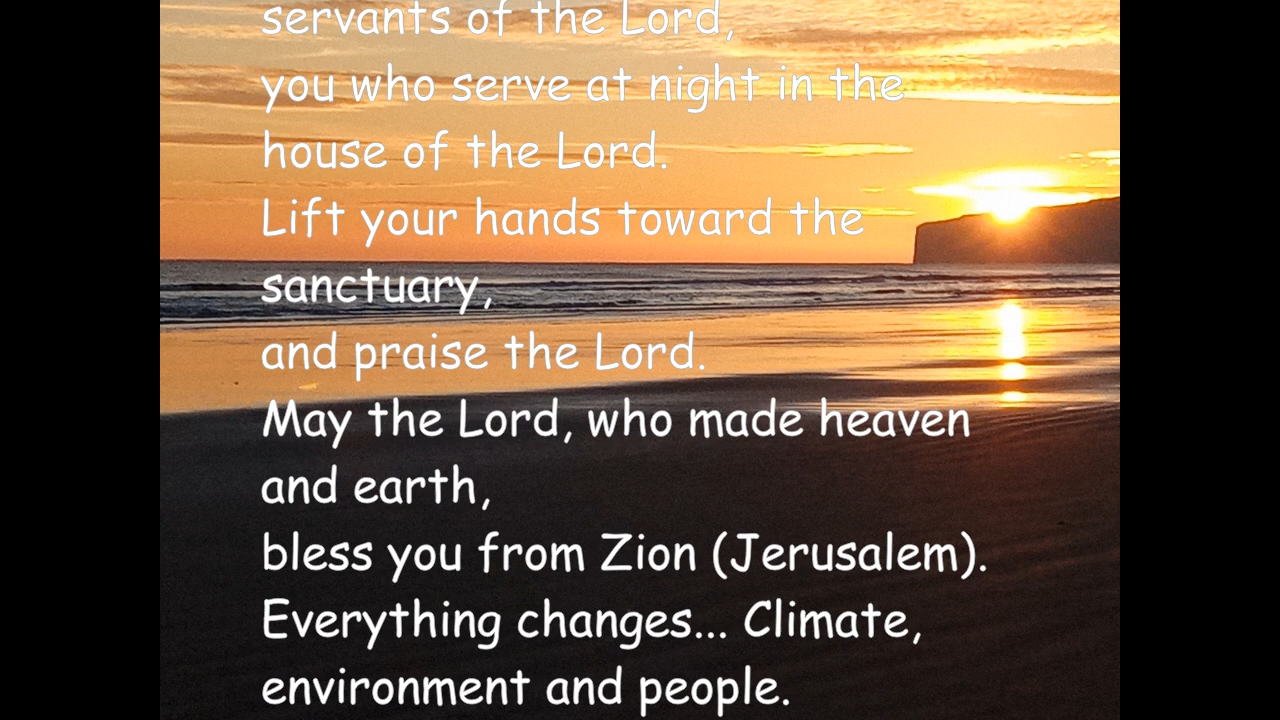 servants of the Lord,
you who serve at night in the
house of the Lord.
Lift your hands toward the
sanctuary,
and praise the Lord.
May the Lord, who made heaven
and earth,
bless you from Zion (Jerusalem).
Everything changes... Climate,
environment and people.